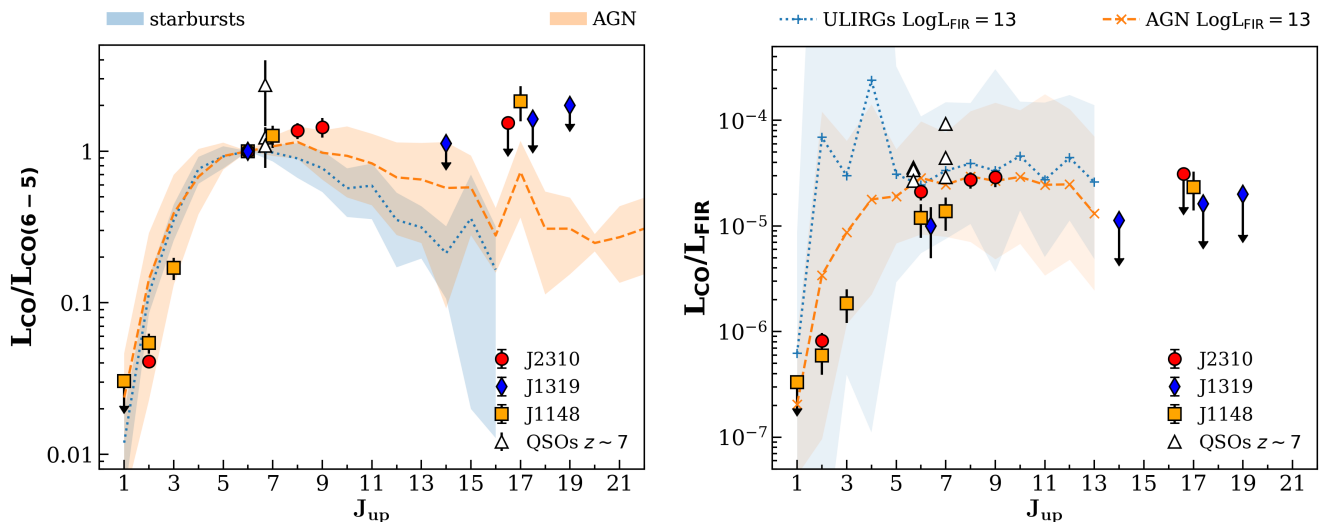 starbursts
AGN
L_CO/L_CO(6 − 5)
1
0.1
0.01
J2310
J1319
J1148
QSOs z ~ 7
1 3 5 7 9 11 13 15 17 19 21
J_up
ULIRGs LogL_FIR = 13
AGN LogL_FIR = 13
L_CO/L_FIR
10⁻⁴
10⁻⁵
10⁻⁶
10⁻⁷
J2310
J1319
J1148
QSOs z ~ 7
1 3 5 7 9 11 13 15 17 19 21
J_up